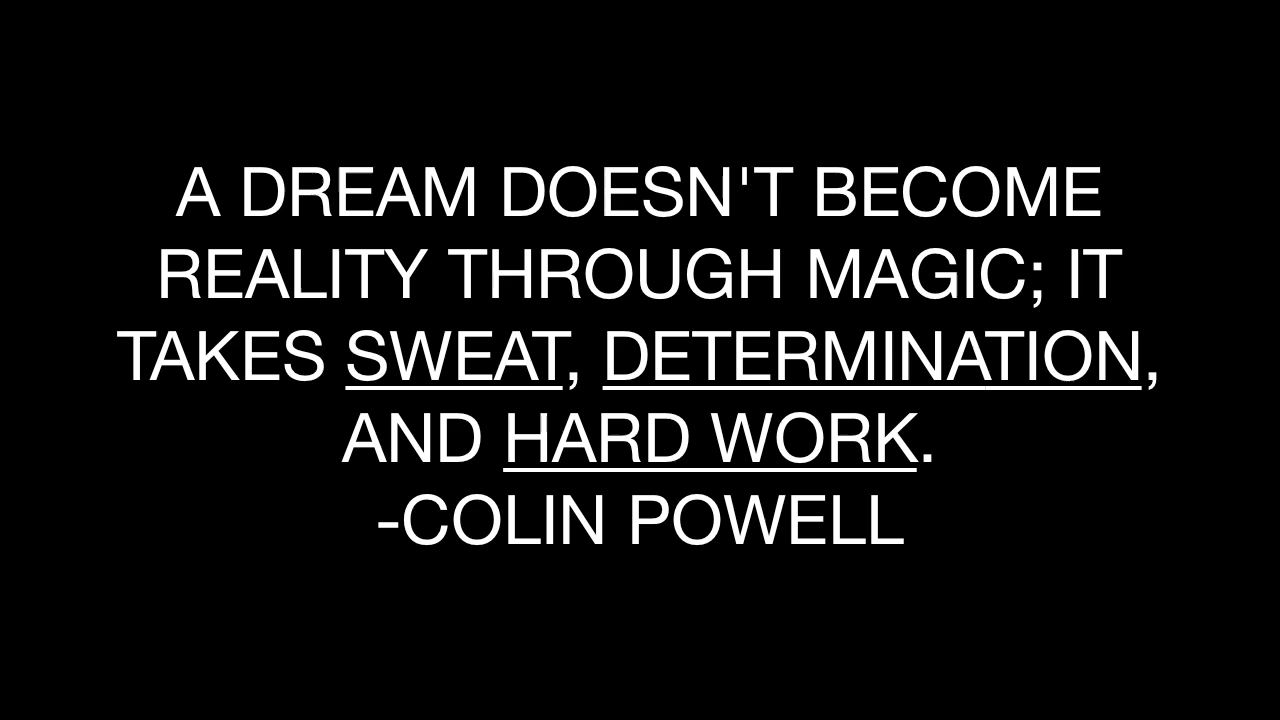 A DREAM DOESN'T BECOME
REALITY THROUGH MAGIC; IT
TAKES SWEAT, DETERMINATION,
AND HARD WORK.
-COLIN POWELL